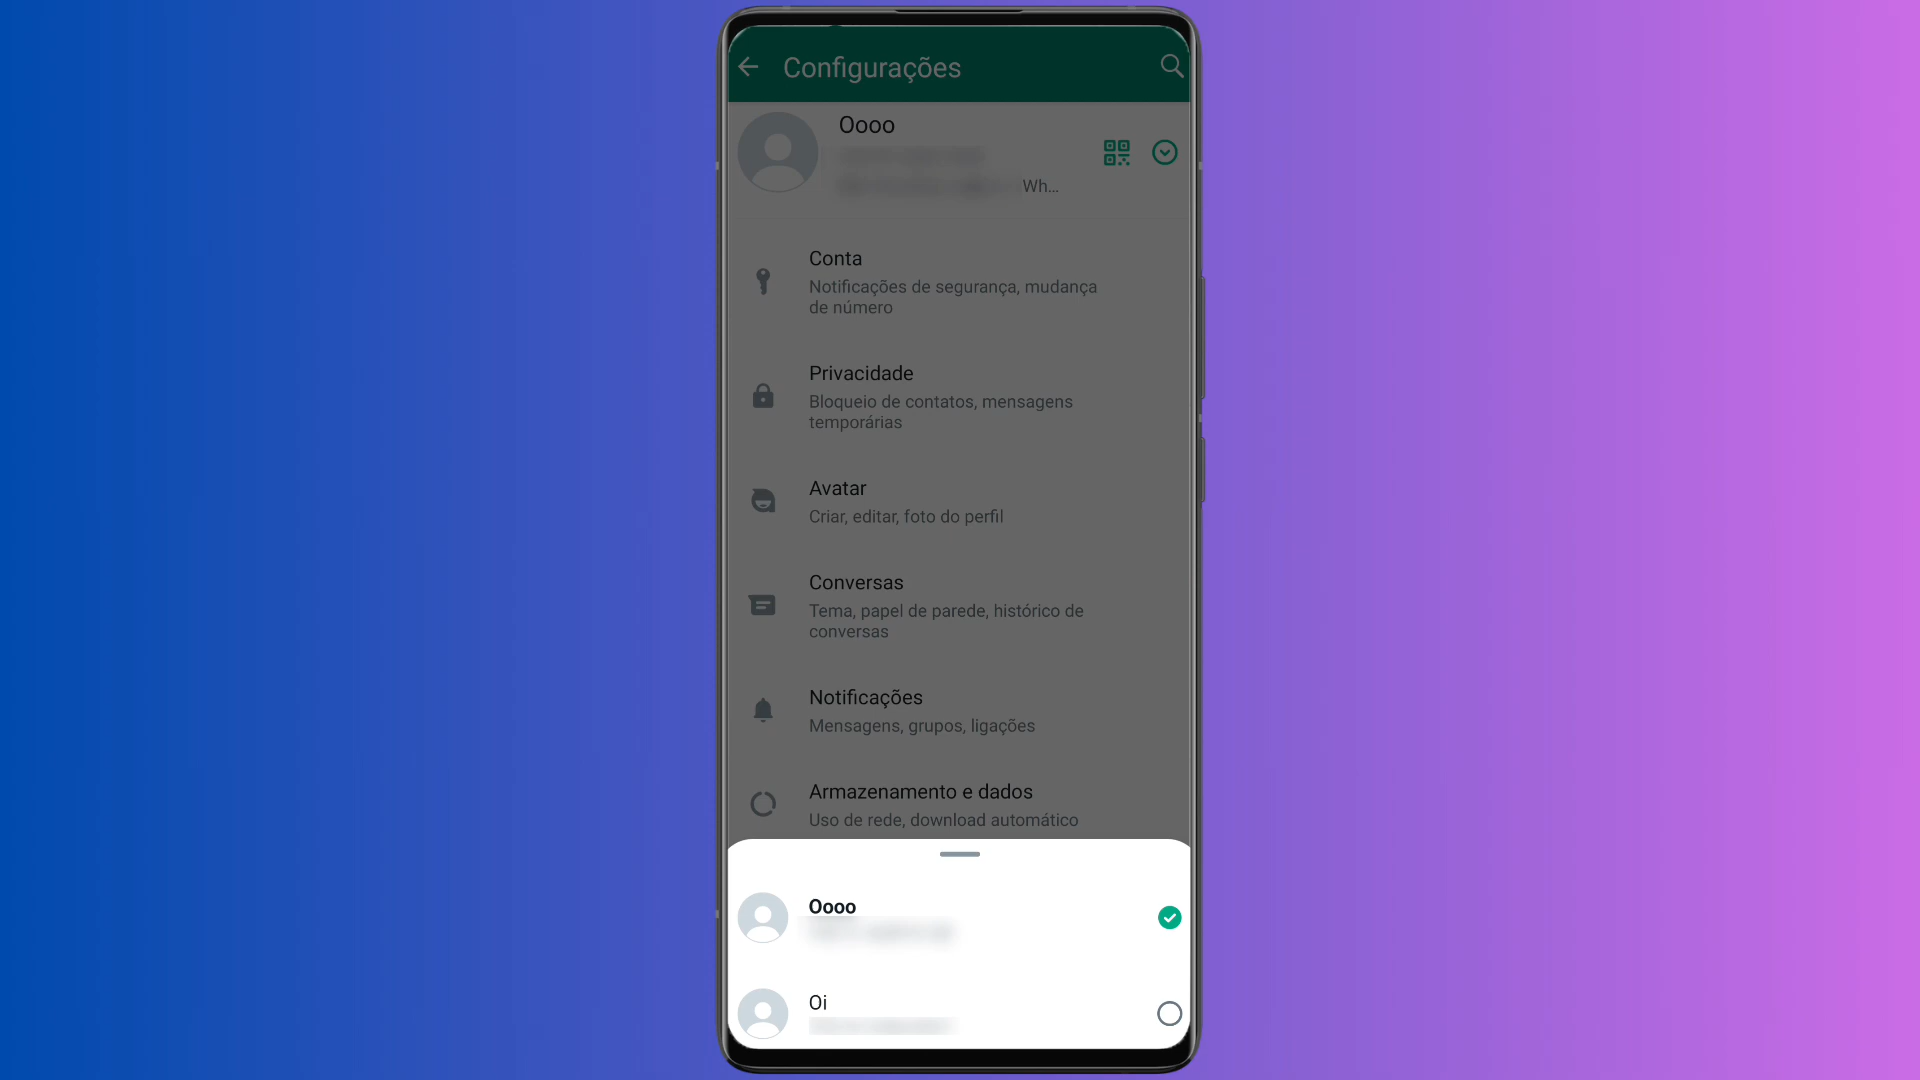 Configurações
Oooo
Wh...
Conta
Notificações de segurança, mudança
de número
Privacidade
Bloqueio de contatos, mensagens
temporárias
Avatar
Criar, editar, foto do perfil
Conversas
Tema, papel de parede, histórico de
conversas
Notificações
Mensagens, grupos, ligações
Armazenamento e dados
Uso de rede, download automático
Oooo
Oi